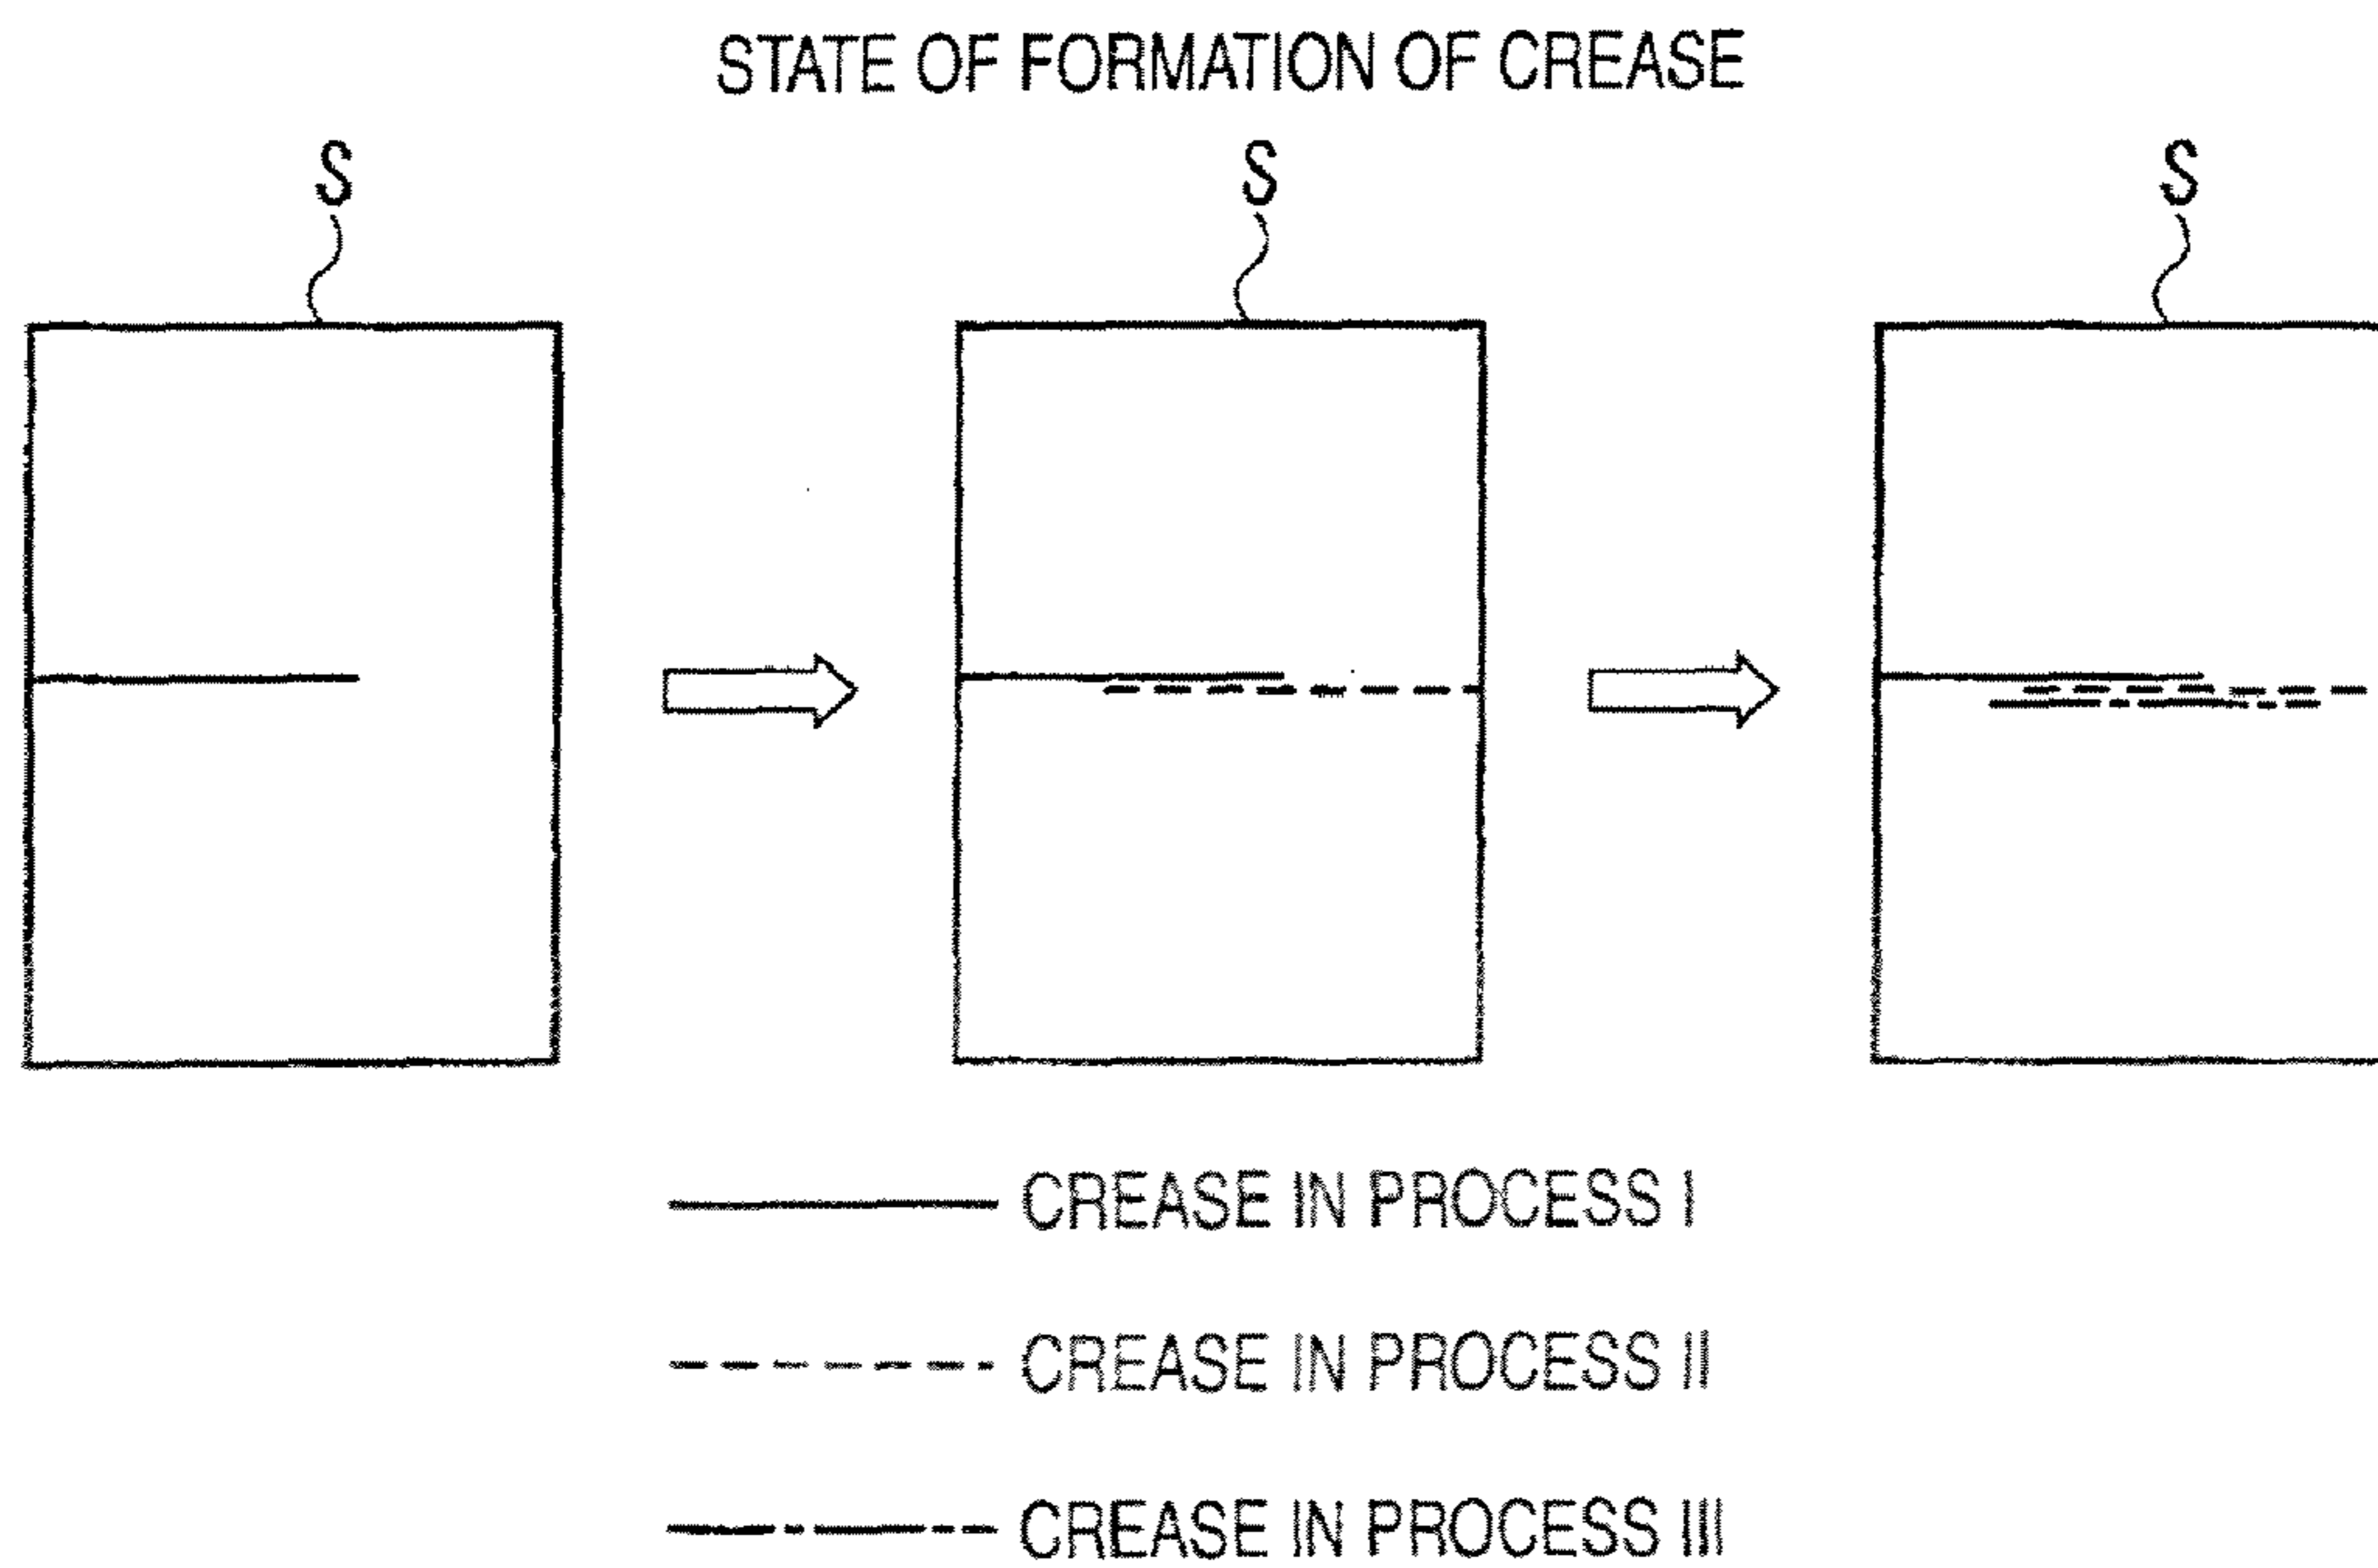 STATE OF FORMATION OF CREASE
S S S
CREASE IN PROCESS I
CREASE IN PROCESS II
CREASE IN PROCESS III